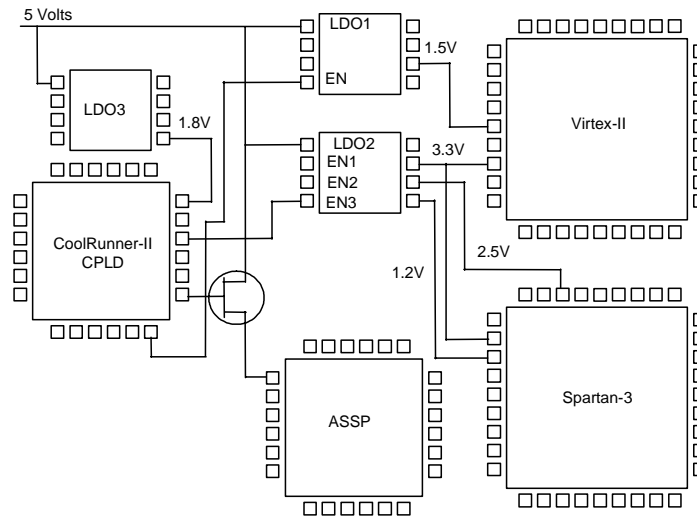 5 Volts
LDO1
1.5V
EN
LDO3
1.8V
Virtex-II
LDO2
EN1
3.3V
EN2
EN3
CoolRunner-II
CPLD
2.5V
1.2V
Spartan-3
ASSP